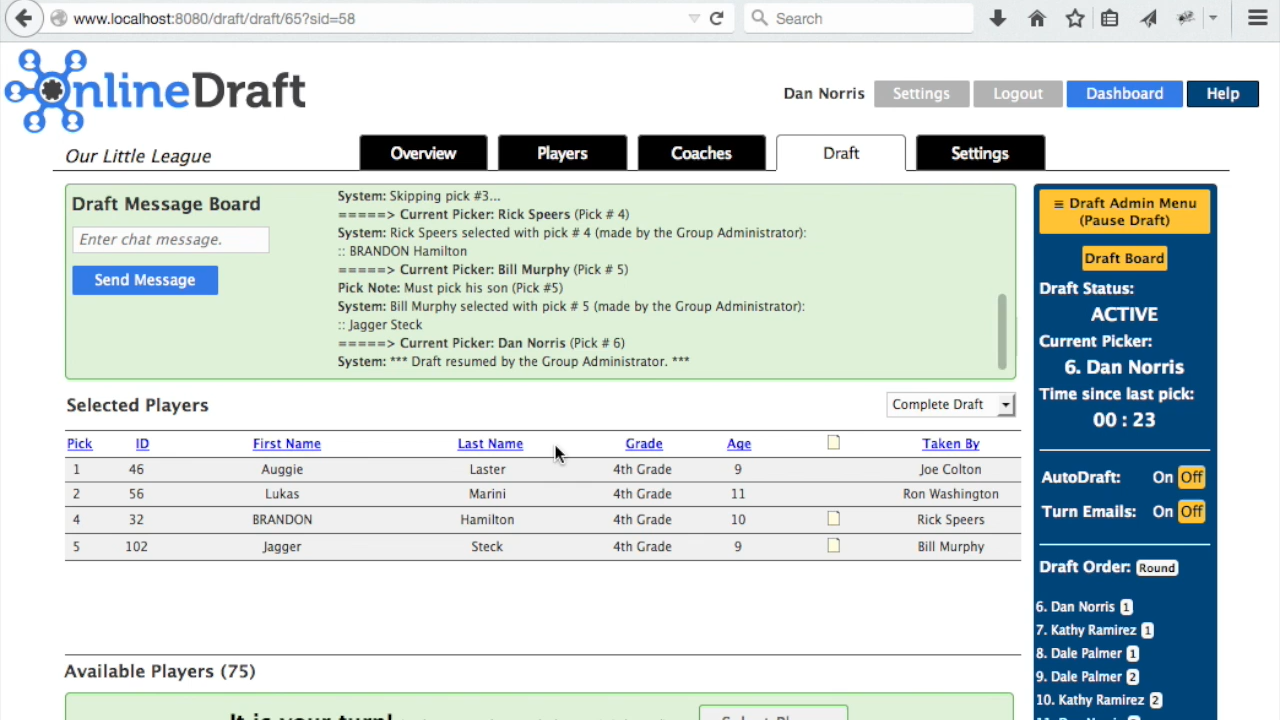 www.localhost:8080/draft/draft/65?sid=58
Search
OnlineDraft
Dan Norris
Settings
Logout
Dashboard
Help
Our Little League
Overview
Players
Coaches
Draft
Settings
Draft Message Board
Enter chat message.
Send Message
System: Skipping pick #3...
=====> Current Picker: Rick Speers (Pick # 4)
System: Rick Speers selected with pick # 4 (made by the Group Administrator):
:: BRANDON Hamilton
=====> Current Picker: Bill Murphy (Pick # 5)
Pick Note: Must pick his son (Pick #5)
System: Bill Murphy selected with pick # 5 (made by the Group Administrator):
:: Jagger Steck
=====> Current Picker: Dan Norris (Pick # 6)
System: *** Draft resumed by the Group Administrator. ***
≡ Draft Admin Menu
(Pause Draft)
Draft Board
Draft Status:
ACTIVE
Current Picker:
6. Dan Norris
Time since last pick:
00 : 23
AutoDraft: On Off
Turn Emails: On Off
Draft Order: Round
6. Dan Norris 1
7. Kathy Ramirez 1
8. Dale Palmer 1
9. Dale Palmer 2
10. Kathy Ramirez 2
Selected Players
Complete Draft
Pick ID First Name Last Name Grade Age Taken By
1 46 Auggie Laster 4th Grade 9 Joe Colton
2 56 Lukas Marini 4th Grade 11 Ron Washington
4 32 BRANDON Hamilton 4th Grade 10 Rick Speers
5 102 Jagger Steck 4th Grade 9 Bill Murphy
Available Players (75)
It is your turn!